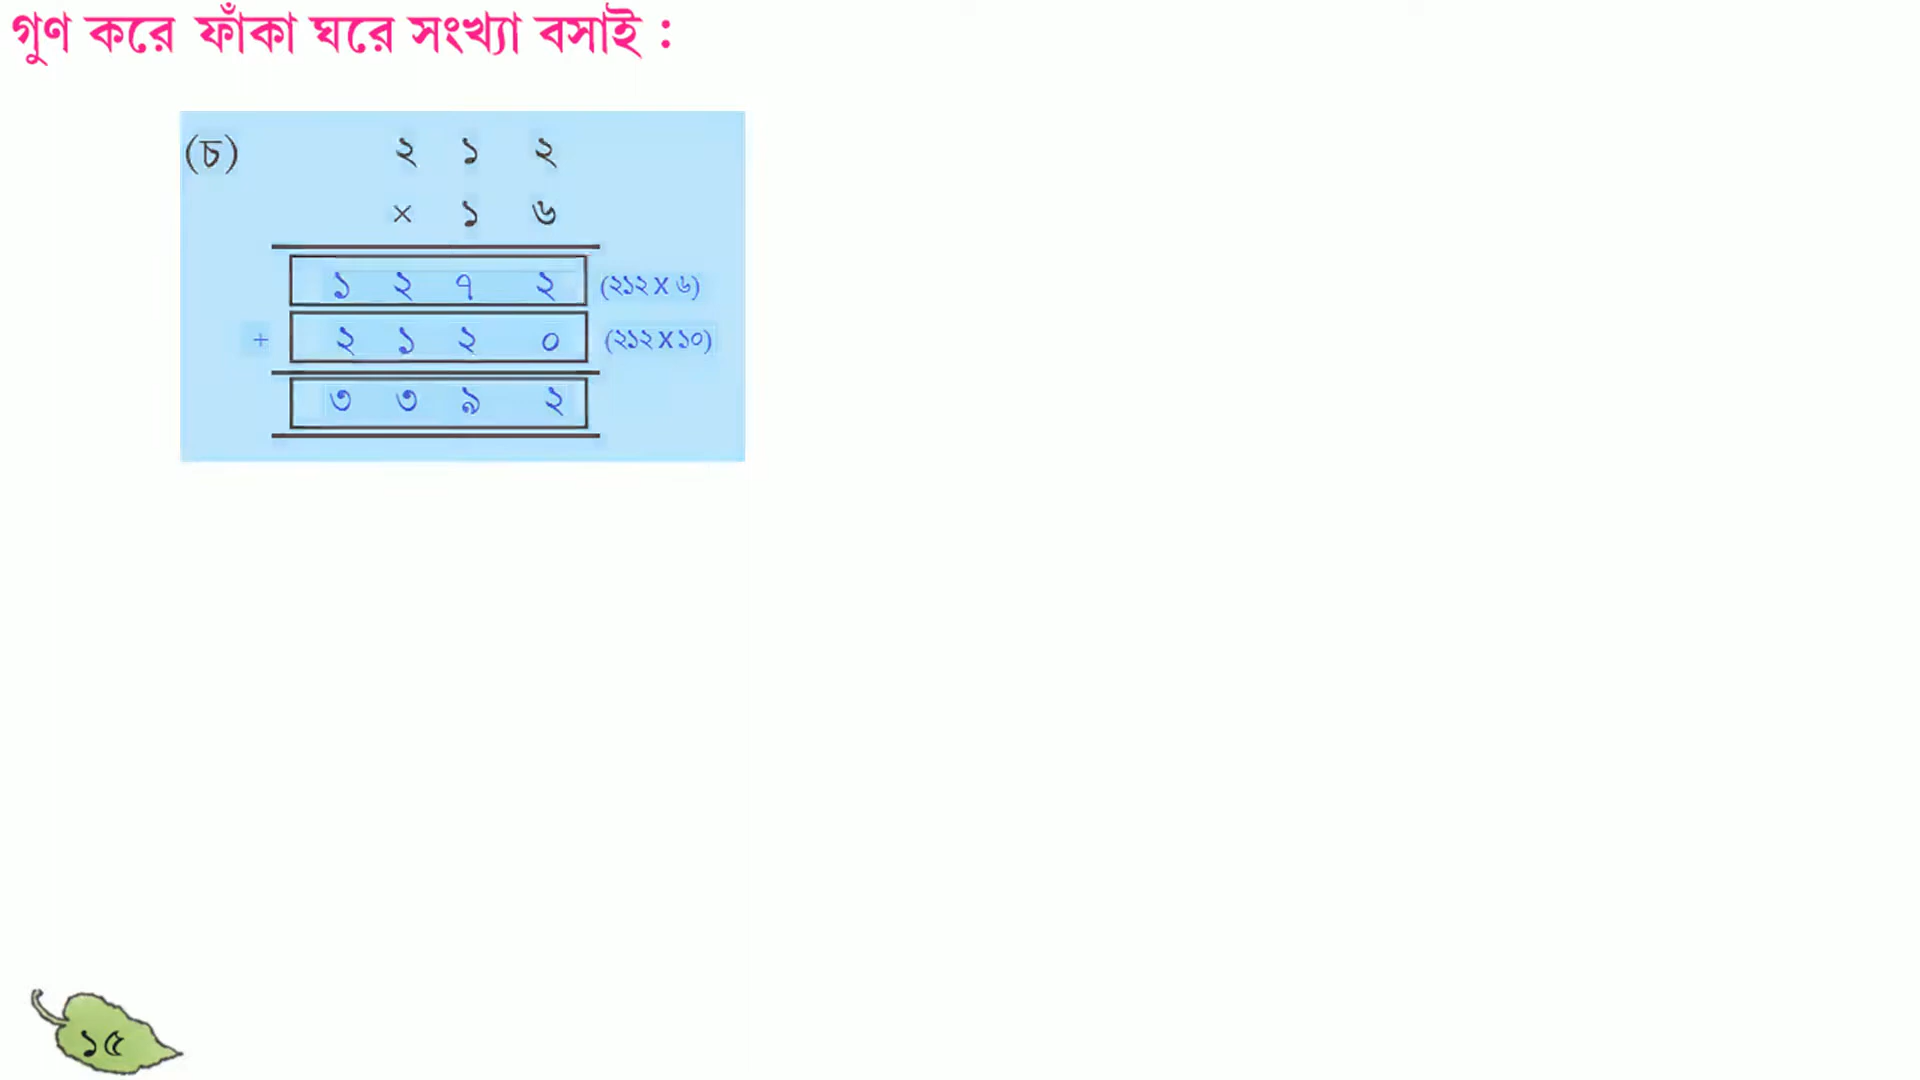 গুণ করে ফাঁকা ঘরে সংখ্যা বসাই :
(চ) ২ ১ ২
× ১ ৬
১ ২ ৭ ২ (২১২ X ৬)
+ ২ ১ ২ ০ (২১২ X ১০)
৩ ৩ ৯ ২
১৫